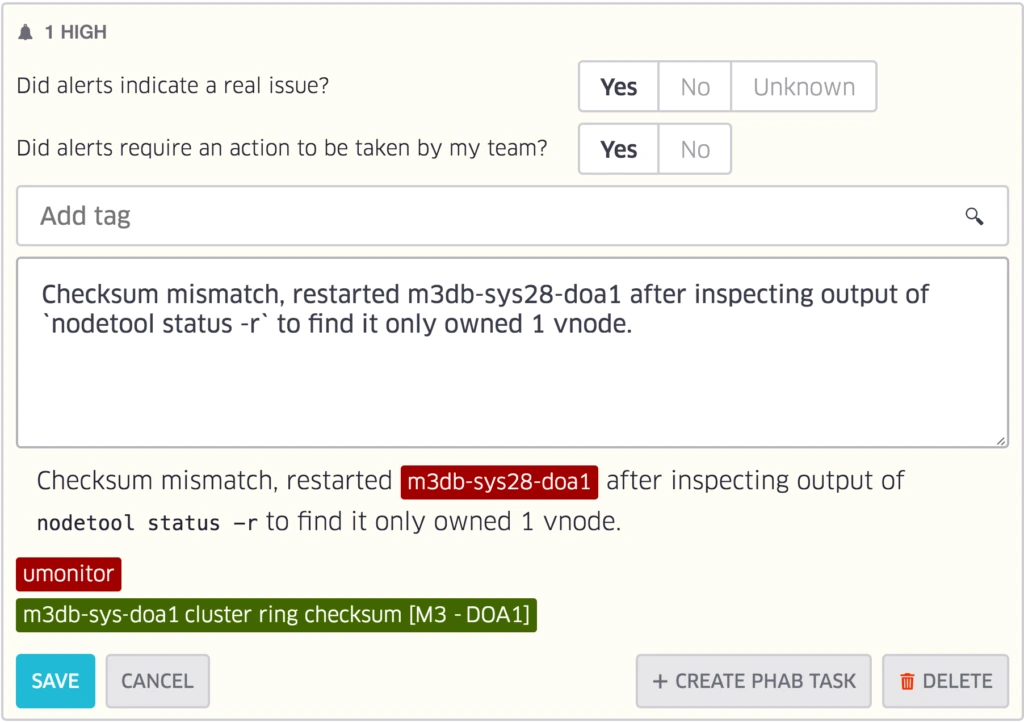 1 HIGH
Did alerts indicate a real issue? Yes No Unknown
Did alerts require an action to be taken by my team? Yes No
Add tag
Checksum mismatch, restarted m3db-sys28-doa1 after inspecting output of
`nodetool status -r` to find it only owned 1 vnode.
Checksum mismatch, restarted m3db-sys28-doa1 after inspecting output of
nodetool status -r to find it only owned 1 vnode.
umonitor
m3db-sys-doa1 cluster ring checksum [M3 - DOA1]
SAVE CANCEL + CREATE PHAB TASK DELETE